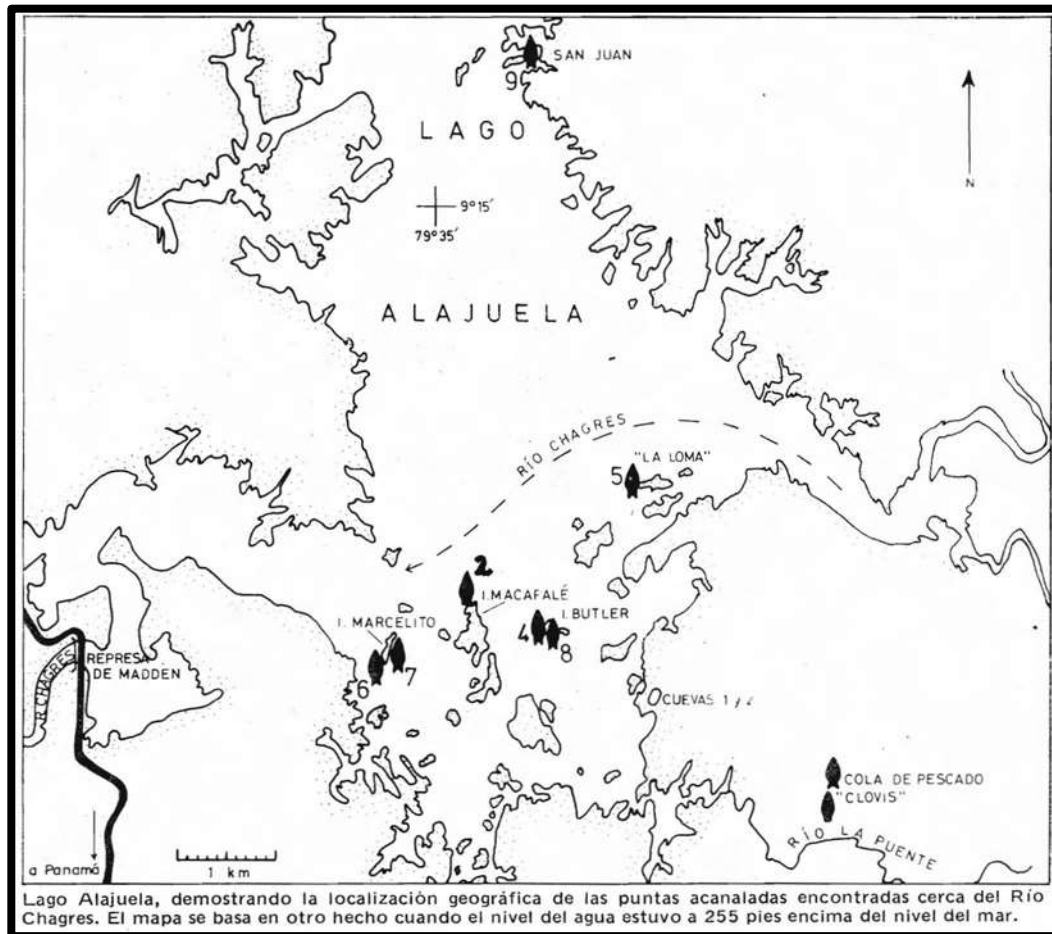 SAN JUAN
9
LAGO
N
9°15′
79°35′
ALAJUELA
RÍO CHAGRES
"LA LOMA"
5
2
I. MACAFALÉ
I. BUTLER
I. MARCELITO
4
8
7
6
REPRESA
DE MADDEN
R. CHAGRES
CUEVAS 1 y 2
COLA DE PESCADO
"CLOVIS"
RÍO LA PUENTE
a Panamá
1 km
Lago Alajuela, demostrando la localización geográfica de las puntas acanaladas encontradas cerca del Río
Chagres. El mapa se basa en otro hecho cuando el nivel del agua estuvo a 255 pies encima del nivel del mar.